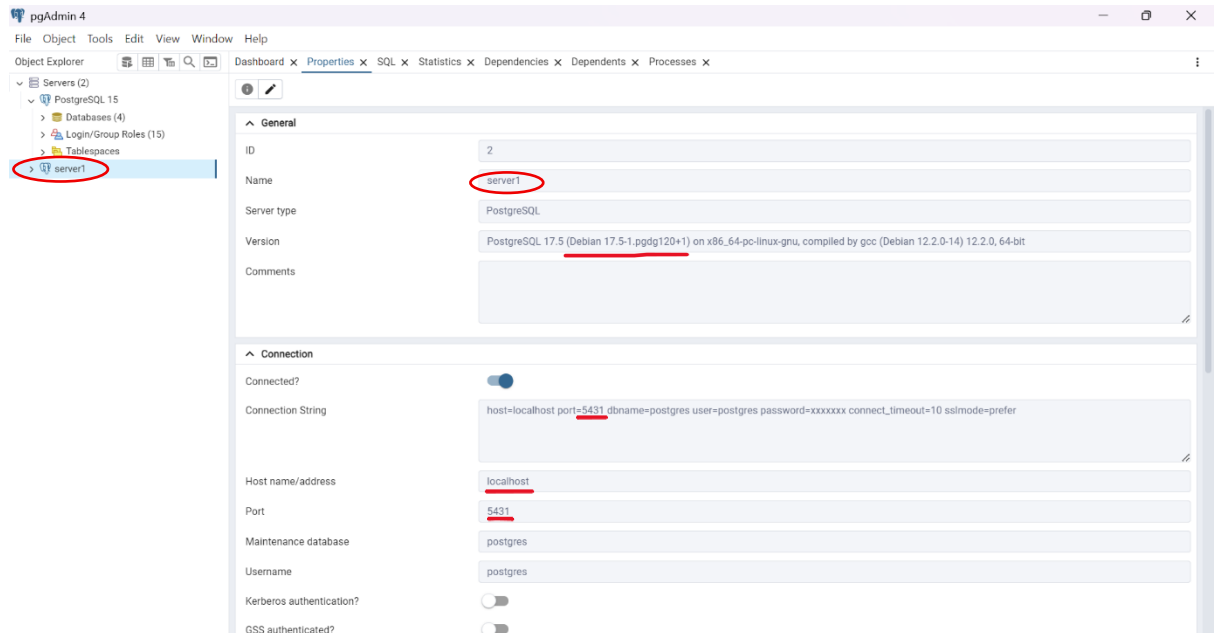 pgAdmin 4
File Object Tools Edit View Window Help
Object Explorer
Dashboard Properties SQL Statistics Dependencies Dependents Processes
Servers (2)
PostgreSQL 15
Databases (4)
Login/Group Roles (15)
Tablespaces
server1
General
ID 2
Name server1
Server type PostgreSQL
Version PostgreSQL 17.5 (Debian 17.5-1.pgdg120+1) on x86_64-pc-linux-gnu, compiled by gcc (Debian 12.2.0-14) 12.2.0, 64-bit
Comments
Connection
Connected?
Connection String host=localhost port=5431 dbname=postgres user=postgres password=xxxxxxx connect_timeout=10 sslmode=prefer
Host name/address localhost
Port 5431
Maintenance database postgres
Username postgres
Kerberos authentication?
GSS authenticated?